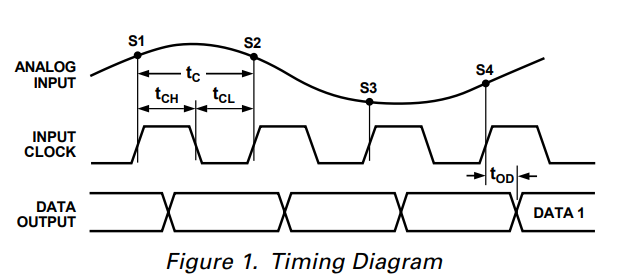 S1
S2
S3
S4
ANALOG
INPUT
tC
tCH
tCL
INPUT
CLOCK
tOD
DATA
OUTPUT
DATA 1
Figure 1. Timing Diagram